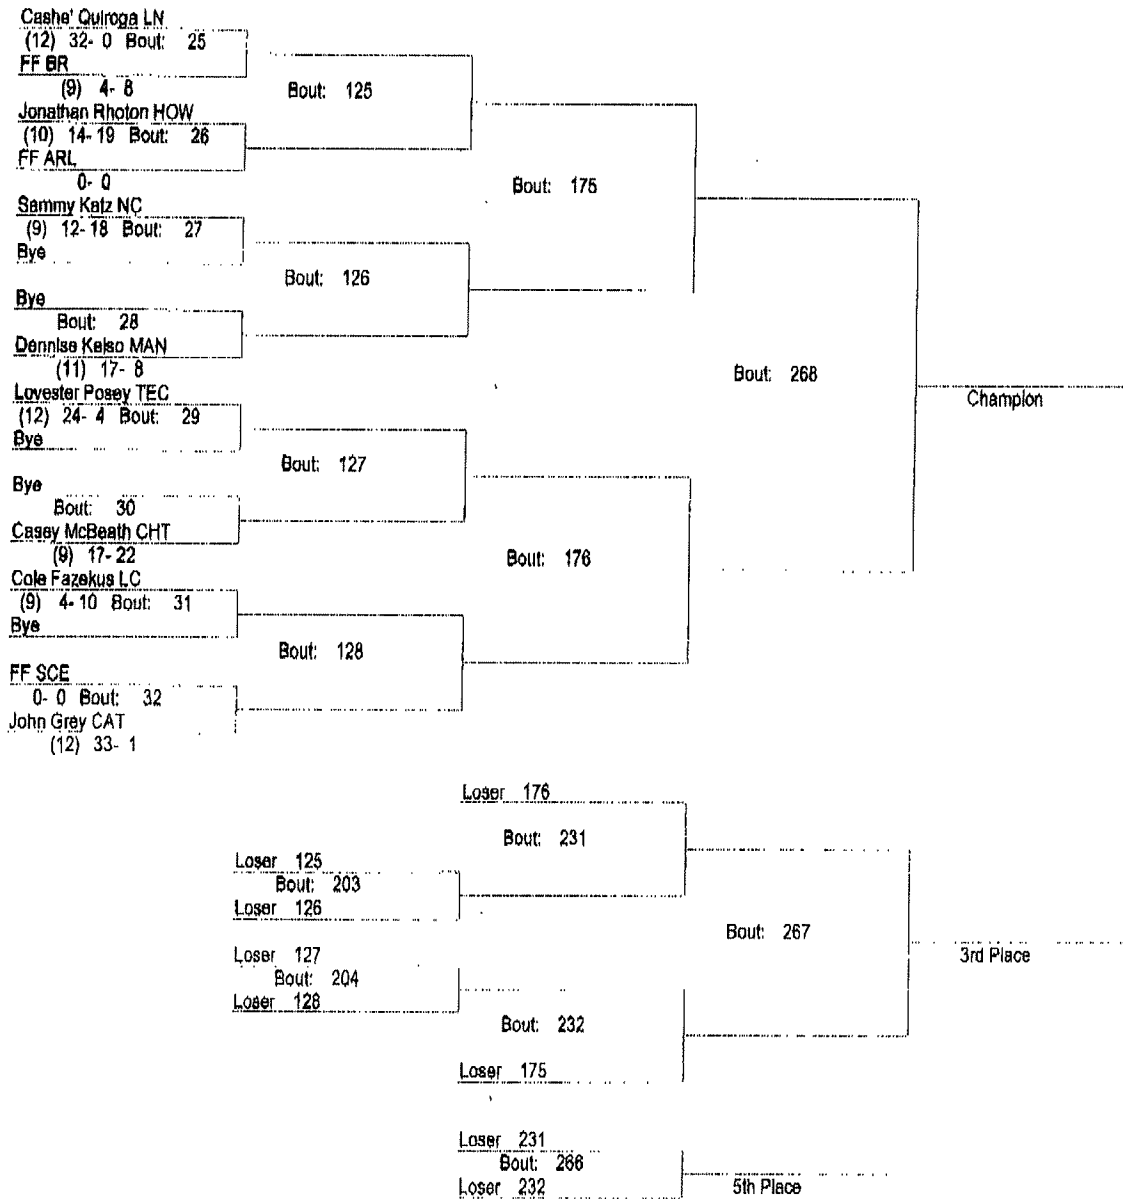 Cashe' Quiroga LN
(12) 32- 0 Bout: 25
FF BR
(9) 4- 8
Jonathan Rhoton HOW
(10) 14- 19 Bout: 26
FF ARL
0- 0
Sammy Katz NC
(9) 12- 18 Bout: 27
Bye
Bye
Bout: 28
Dennise Kelso MAN
(11) 17- 8
Lovester Posey TEC
(12) 24- 4 Bout: 29
Bye
Bye
Bout: 30
Casey McBeath CHT
(9) 17- 22
Cole Fazekus LC
(9) 4- 10 Bout: 31
Bye
FF SCE
0- 0 Bout: 32
John Grey CAT
(12) 33- 1
Bout: 125
Bout: 126
Bout: 127
Bout: 128
Bout: 175
Bout: 176
Bout: 268
Champion
Loser 176
Bout: 231
Loser 125
Bout: 203
Loser 126
Loser 127
Bout: 204
Loser 128
Bout: 232
Loser 175
Bout: 267
3rd Place
Loser 231
Bout: 266
Loser 232
5th Place